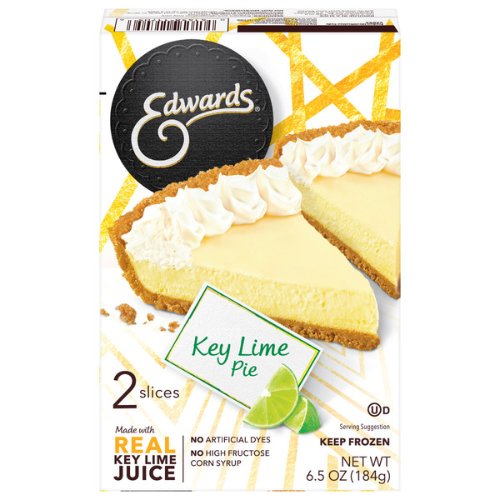 Edwards®
Key Lime
Pie
2 slices
Made with
REAL
KEY LIME
JUICE
NO ARTIFICIAL DYES
NO HIGH FRUCTOSE
CORN SYRUP
U D
Serving Suggestion
KEEP FROZEN
NET WT
6.5 OZ (184g)